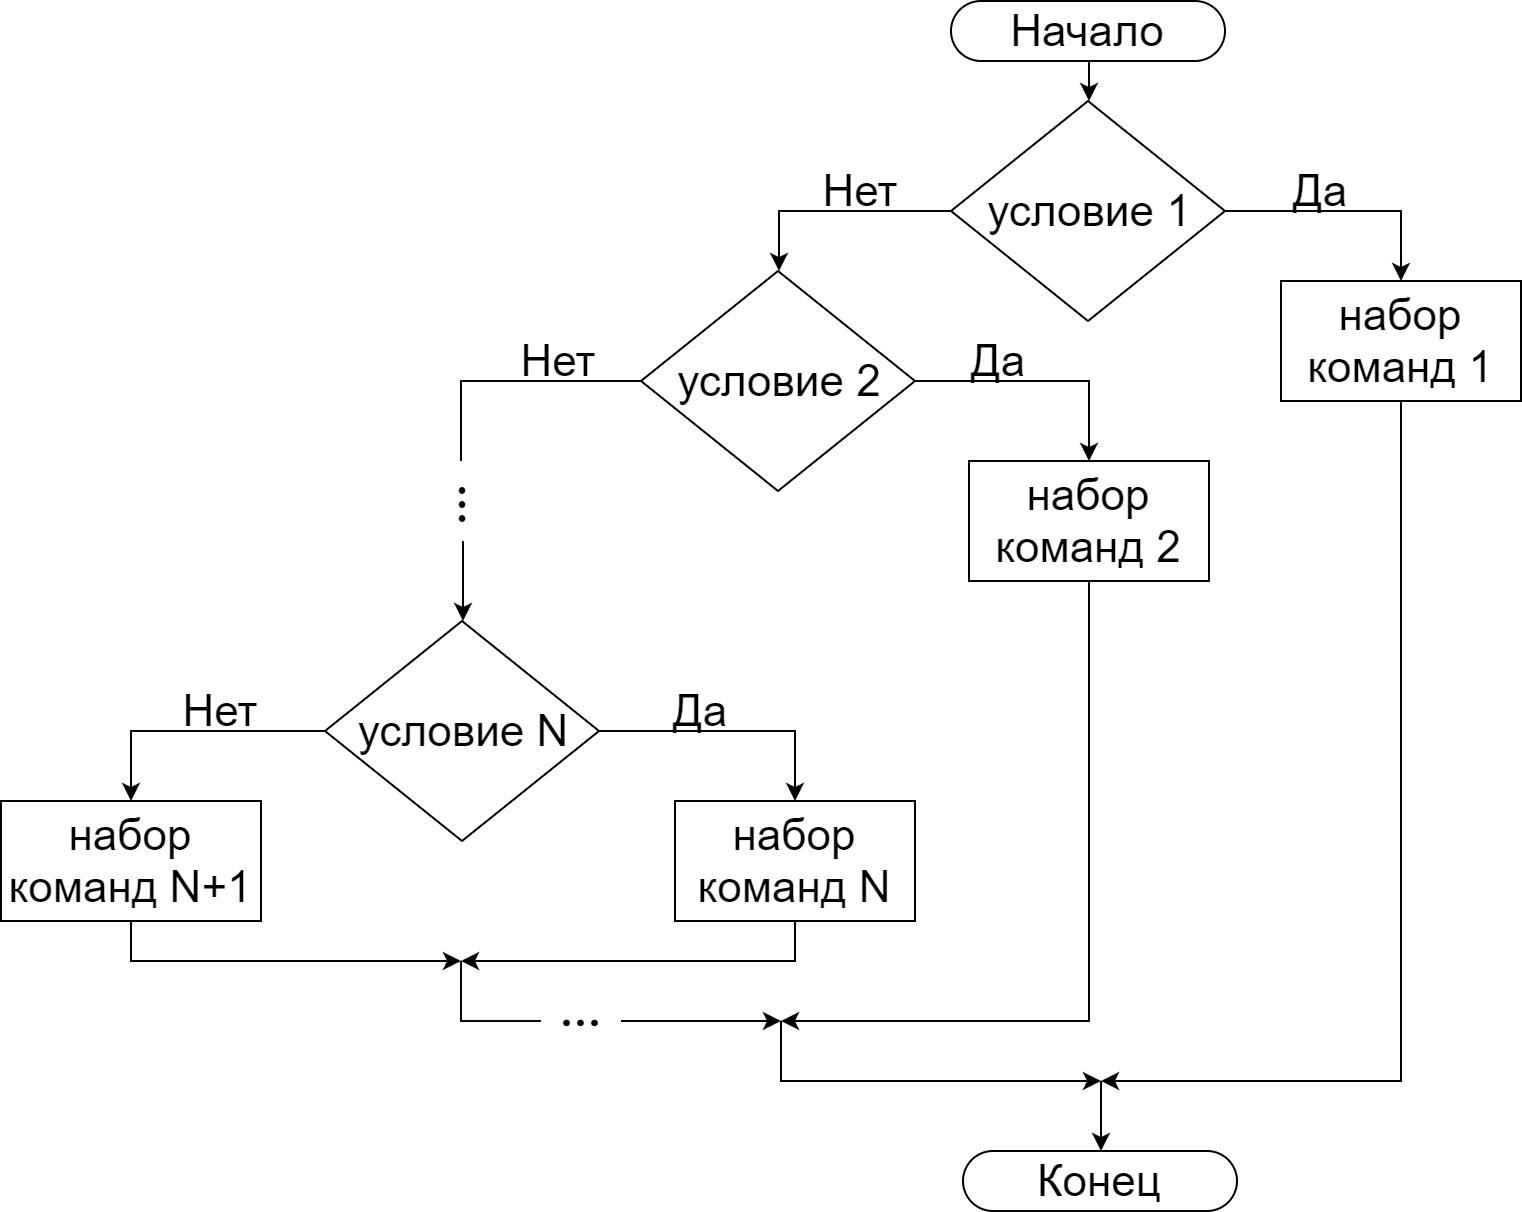 Начало
Нет
Да
условие 1
набор
команд 1
Нет
Да
условие 2
набор
команд 2
...
Нет
Да
условие N
набор
команд N+1
набор
команд N
...
Конец